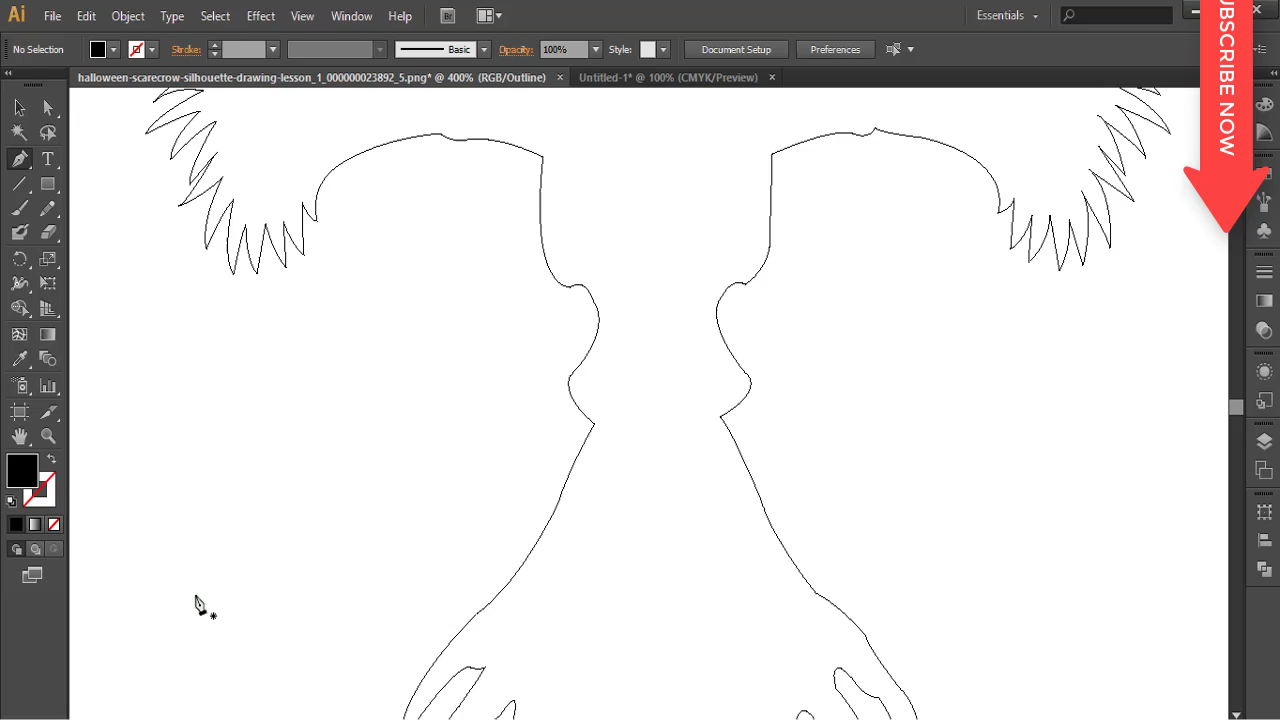 Ai File Edit Object Type Select Effect View Window Help Br Essentials
No Selection Stroke: Basic Opacity: 100% Style: Document Setup Preferences
halloween-scarecrow-silhouette-drawing-lesson_1_000000023892_5.png* @ 400% (RGB/Outline) × Untitled-1* @ 100% (CMYK/Preview) ×
NOW